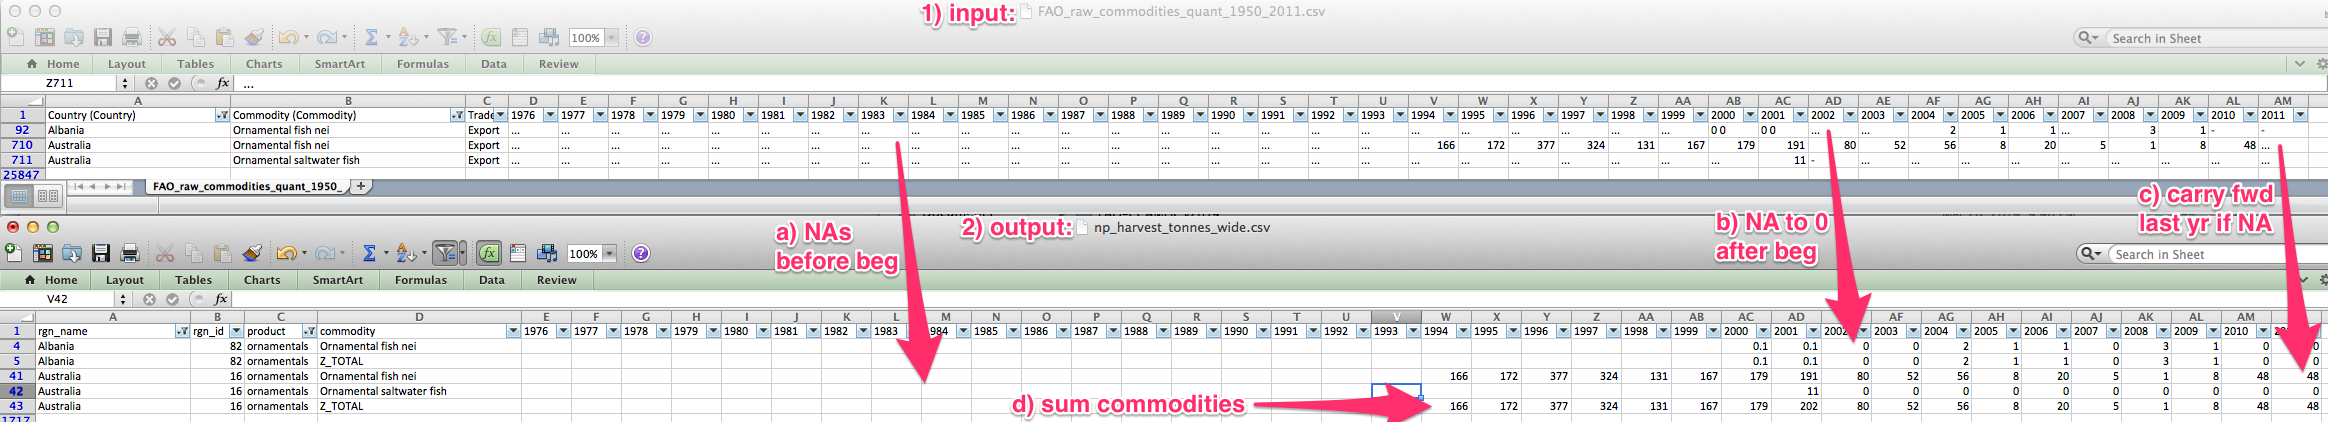 1) input: FAO_raw_commodities_quant_1950_2011.csv
100% Search in Sheet
Home Layout Tables Charts SmartArt Formulas Data Review
Z711 fx ...
A B C D E F G H I J K L M N O P Q R S T U V W X Y Z AA AB AC AD AE AF AG AH AI AJ AK AL AM
1 Country (Country) Commodity (Commodity) Trade 1976 1977 1978 1979 1980 1981 1982 1983 1984 1985 1986 1987 1988 1989 1990 1991 1992 1993 1994 1995 1996 1997 1998 1999 2000 2001 2002 2003 2004 2005 2006 2007 2008 2009 2010 2011
92 Albania Ornamental fish nei Export ... ... ... ... ... ... ... ... ... ... ... ... ... ... ... ... ... ... ... ... ... ... ... ... 0 0 0 0 ... ... 2 1 1 ... 3 1 - -
710 Australia Ornamental fish nei Export ... ... ... ... ... ... ... ... ... ... ... ... ... ... ... ... ... ... 166 172 377 324 131 167 179 191 80 52 56 8 20 5 1 8 48 ...
711 Australia Ornamental saltwater fish Export ... ... ... ... ... ... ... ... ... ... ... ... ... ... ... ... ... ... ... ... ... ... ... ... ... 11 - ... ... ... ... ... ... ... ... ...
25847
FAO_raw_commodities_quant_1950_
a) NAs
before beg
b) NA to 0
after beg
c) carry fwd
last yr if NA
2) output: np_harvest_tonnes_wide.csv
100% Search in Sheet
Home Layout Tables Charts SmartArt Formulas Data Review
V42 fx
A B C D E F G H I J K L M N O P Q R S T U V W X Y Z AA AB AC AD AF AG AH AI AJ AK AL AM
1 rgn_name rgn_id product commodity 1976 1977 1978 1979 1980 1981 1982 1983 1984 1985 1986 1987 1988 1989 1990 1991 1992 1993 1994 1995 1996 1997 1998 1999 2000 2001 2002 2003 2004 2005 2006 2007 2008 2009 2010
4 Albania 82 ornamentals Ornamental fish nei 0.1 0.1 0 0 2 1 1 0 3 1 0 0
5 Albania 82 ornamentals Z_TOTAL 0.1 0.1 0 0 2 1 1 0 3 1 0 0
41 Australia 16 ornamentals Ornamental fish nei 166 172 377 324 131 167 179 191 80 52 56 8 20 5 1 8 48 48
42 Australia 16 ornamentals Ornamental saltwater fish 11 0 0 0 0 0 0 0 0 0 0
43 Australia 16 ornamentals Z_TOTAL 166 172 377 324 131 167 179 202 80 52 56 8 20 5 1 8 48 48
d) sum commodities